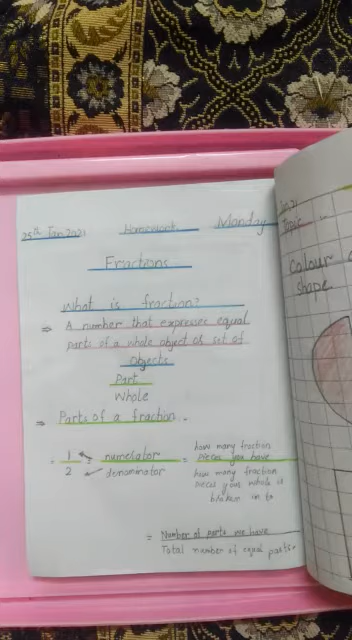 25th Jan 2021 Homework Monday
Fractions
What is fraction?
⇒ A number that expresses equal
parts of a whole object or set of
objects
Part
Whole
⇒ Parts of a fraction -
= 1 = numelator = how many fraction pieces you have
2 denominator how many fraction
pieces your whole is
broken in to
= Number of parts we have
Total number of equal parts
21
Topic
Colour
shape